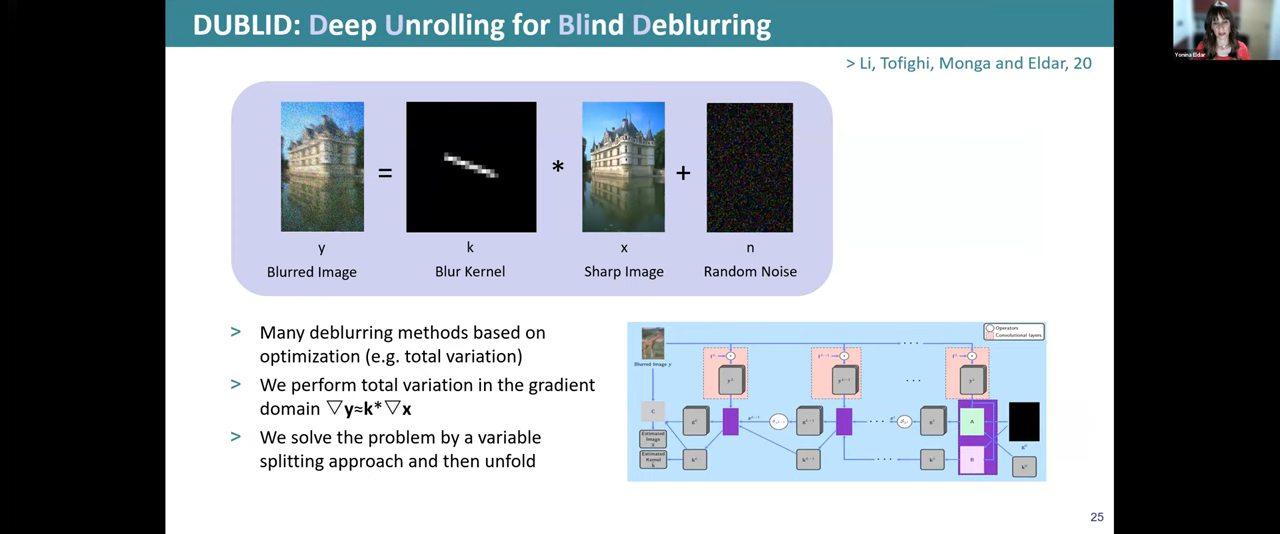 DUBLID: Deep Unrolling for Blind Deblurring
Yonina Eldar
> Li, Tofighi, Monga and Eldar, 20
= * +
y k x n
Blurred Image Blur Kernel Sharp Image Random Noise
> Many deblurring methods based on
optimization (e.g. total variation)
> We perform total variation in the gradient
domain ▽y≈k*▽x
> We solve the problem by a variable
splitting approach and then unfold
Operators
Convolutional layers
Blurred Image y
C
A
B
Estimated
Image
Estimated
Kernel
25